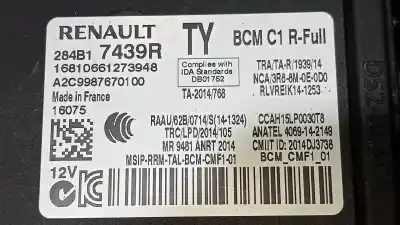 RENAULT TY BCM C1 R-Full
284B1 7439R
16810661273948
A2C9987670100
Made in France
16075
Complies with
IDA Standards
DB01752
TA-2014/768
TRA/TA-R/1939/14
NCA/3R8-8M-0E-0D0
RLVREIK14-1253
RAAU/62B/0714/S(14-1324)
TRC/LPD/2014/105
MR 9481 ANRT 2014
MSIP-RRM-TAL-BCM-CMF1-01
CCAH15LP0030T8
ANATEL 4069-14-2149
CMIIT ID: 2014DJ3738
BCM_CMF1_01
12V